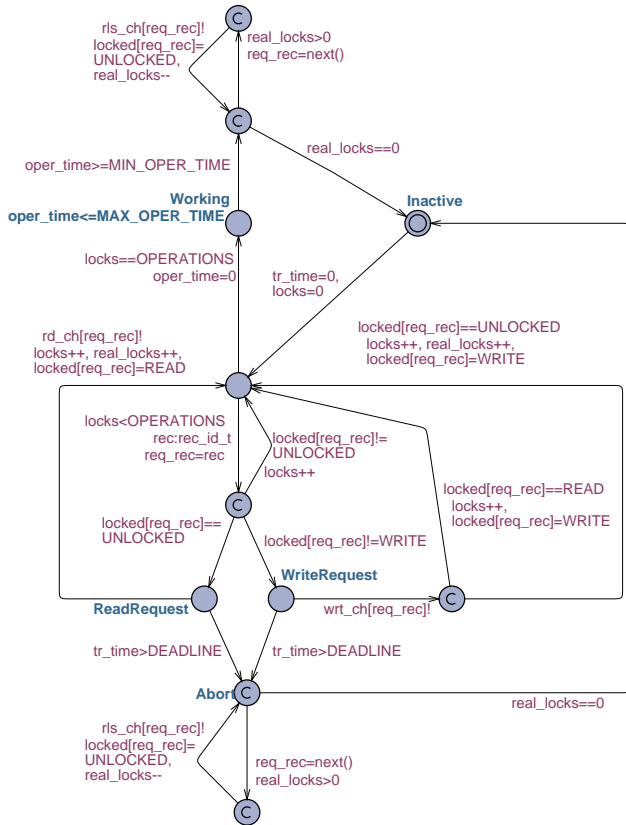 C
rls_ch[req_rec]!
locked[req_rec]=
UNLOCKED,
real_locks--
real_locks>0
req_rec=next()
C
real_locks==0
oper_time>=MIN_OPER_TIME
Working
oper_time<=MAX_OPER_TIME
Inactive
locks==OPERATIONS
oper_time=0
tr_time=0,
locks=0
rd_ch[req_rec]!
locks++, real_locks++,
locked[req_rec]=READ
locked[req_rec]==UNLOCKED
locks++, real_locks++,
locked[req_rec]=WRITE
locks<OPERATIONS
rec:rec_id_t
req_rec=rec
locked[req_rec]!=
UNLOCKED
locks++
locked[req_rec]==READ
locks++,
locked[req_rec]=WRITE
C
locked[req_rec]==
UNLOCKED
locked[req_rec]!=WRITE
WriteRequest
ReadRequest
wrt_ch[req_rec]!
C
tr_time>DEADLINE
tr_time>DEADLINE
Abort
C
real_locks==0
rls_ch[req_rec]!
locked[req_rec]=
UNLOCKED,
real_locks--
req_rec=next()
real_locks>0
C